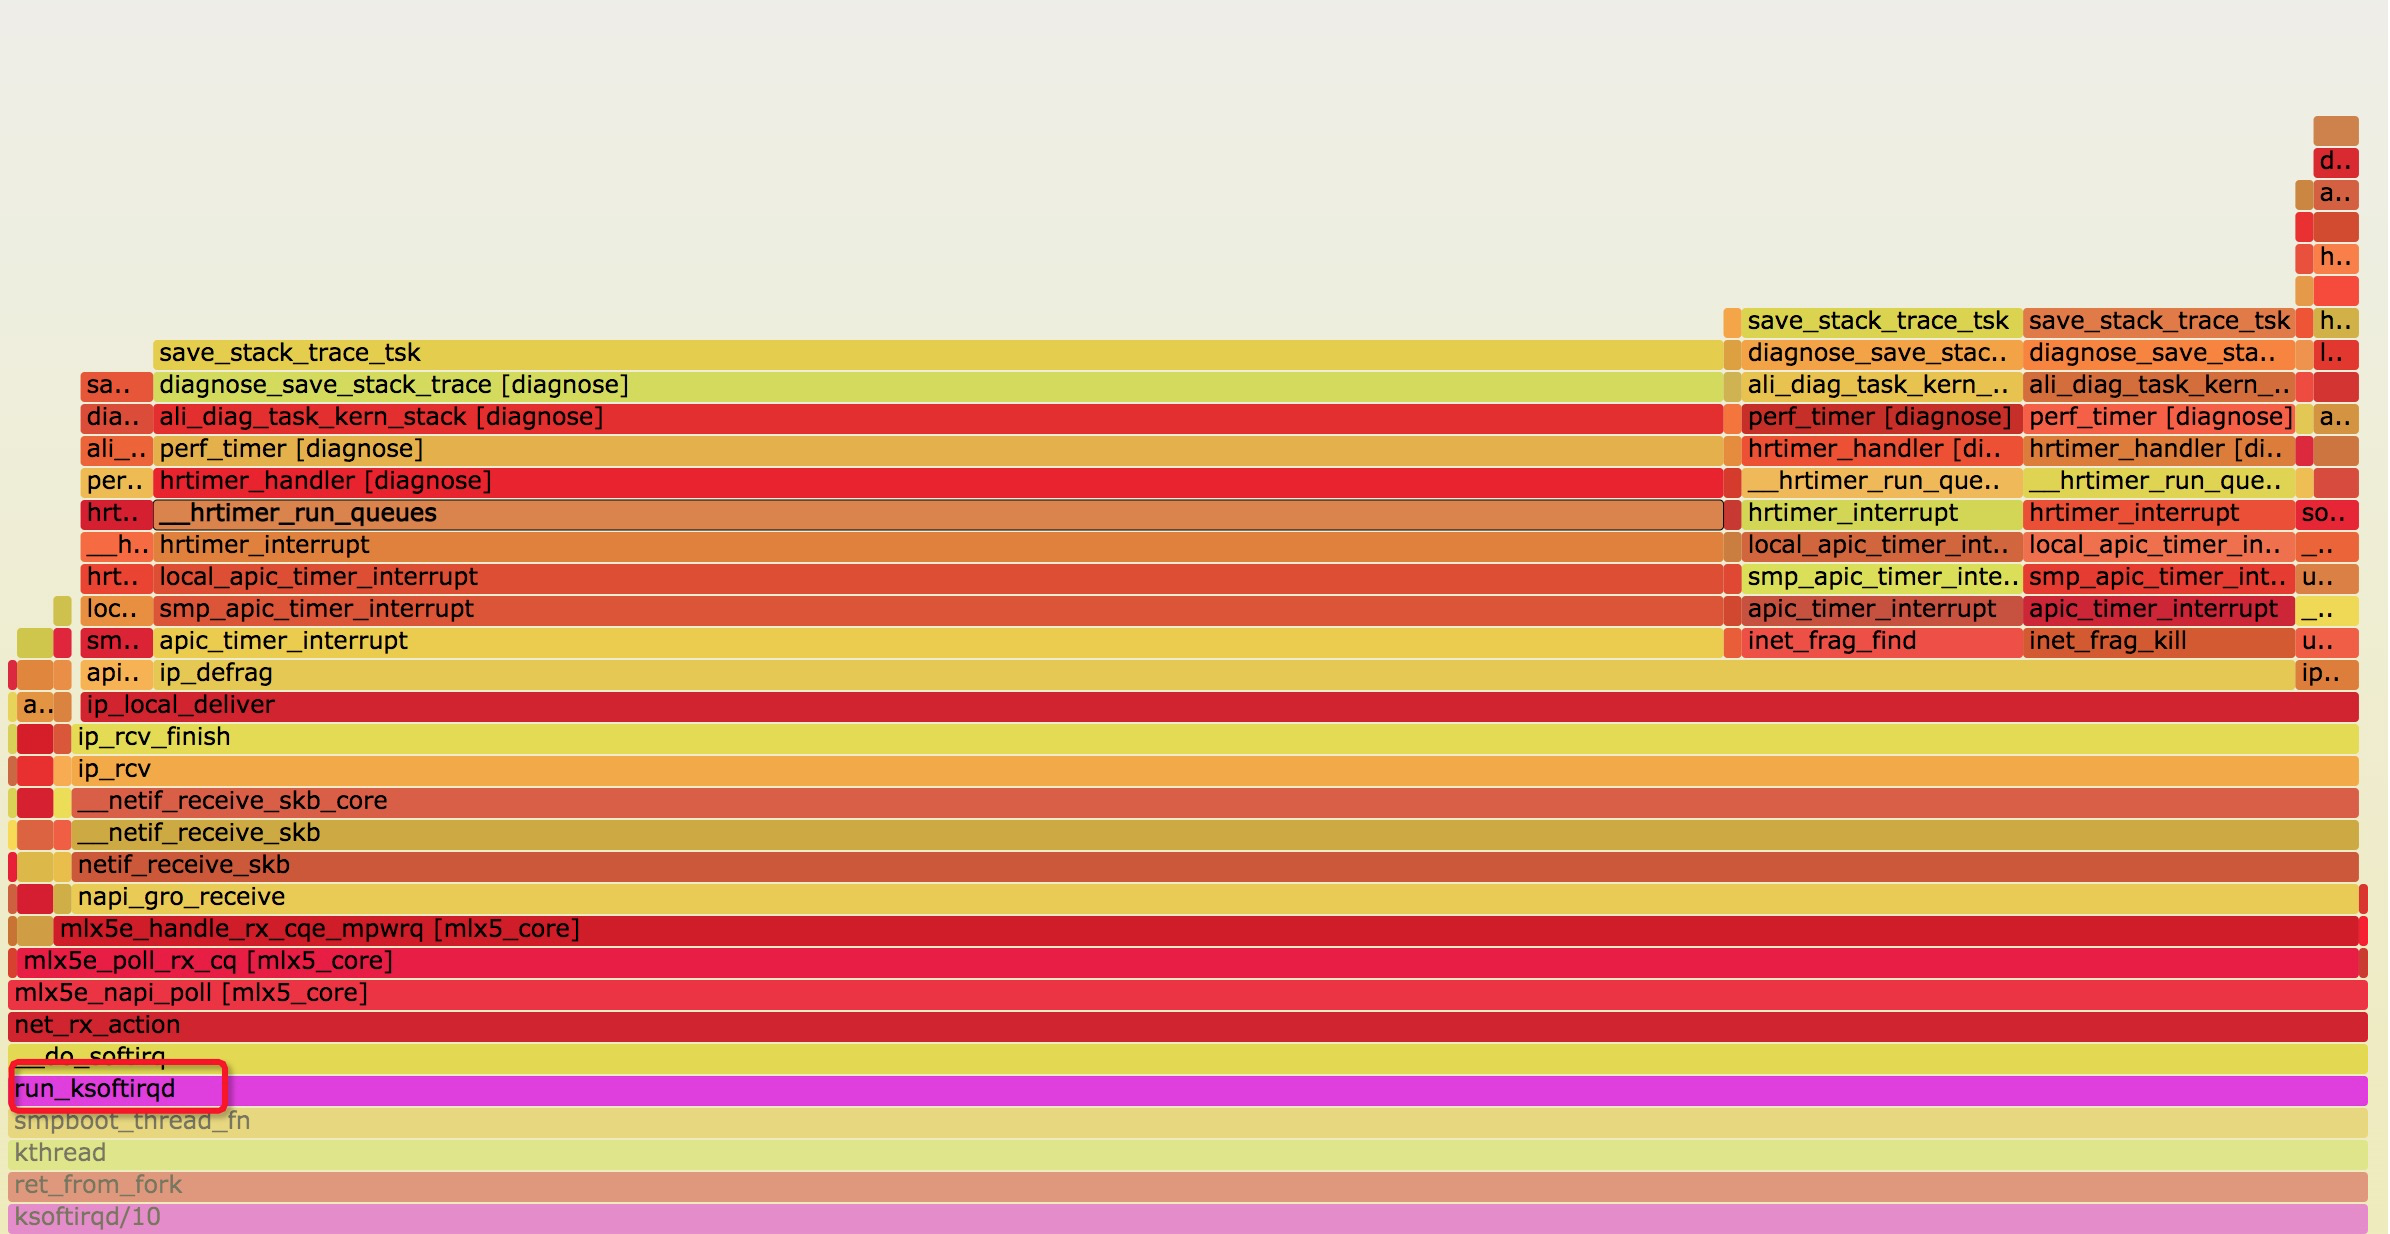 d..
a..
h..
save_stack_trace_tsk save_stack_trace_tsk h..
save_stack_trace_tsk diagnose_save_stac.. diagnose_save_sta.. l..
sa.. diagnose_save_stack_trace [diagnose] ali_diag_task_kern_.. ali_diag_task_kern_..
dia.. ali_diag_task_kern_stack [diagnose] perf_timer [diagnose] perf_timer [diagnose] a..
ali_.. perf_timer [diagnose] hrtimer_handler [di.. hrtimer_handler [di..
per.. hrtimer_handler [diagnose] __hrtimer_run_que.. __hrtimer_run_que..
hrt.. __hrtimer_run_queues hrtimer_interrupt hrtimer_interrupt so..
__h.. hrtimer_interrupt local_apic_timer_int.. local_apic_timer_in.. _..
hrt.. local_apic_timer_interrupt smp_apic_timer_inte.. smp_apic_timer_int.. u..
loc.. smp_apic_timer_interrupt apic_timer_interrupt apic_timer_interrupt _..
sm.. apic_timer_interrupt inet_frag_find inet_frag_kill u..
api.. ip_defrag ip..
a.. ip_local_deliver
ip_rcv_finish
ip_rcv
__netif_receive_skb_core
__netif_receive_skb
netif_receive_skb
napi_gro_receive
mlx5e_handle_rx_cqe_mpwrq [mlx5_core]
mlx5e_poll_rx_cq [mlx5_core]
mlx5e_napi_poll [mlx5_core]
net_rx_action
__do_softirq
run_ksoftirqd
smpboot_thread_fn
kthread
ret_from_fork
ksoftirqd/10